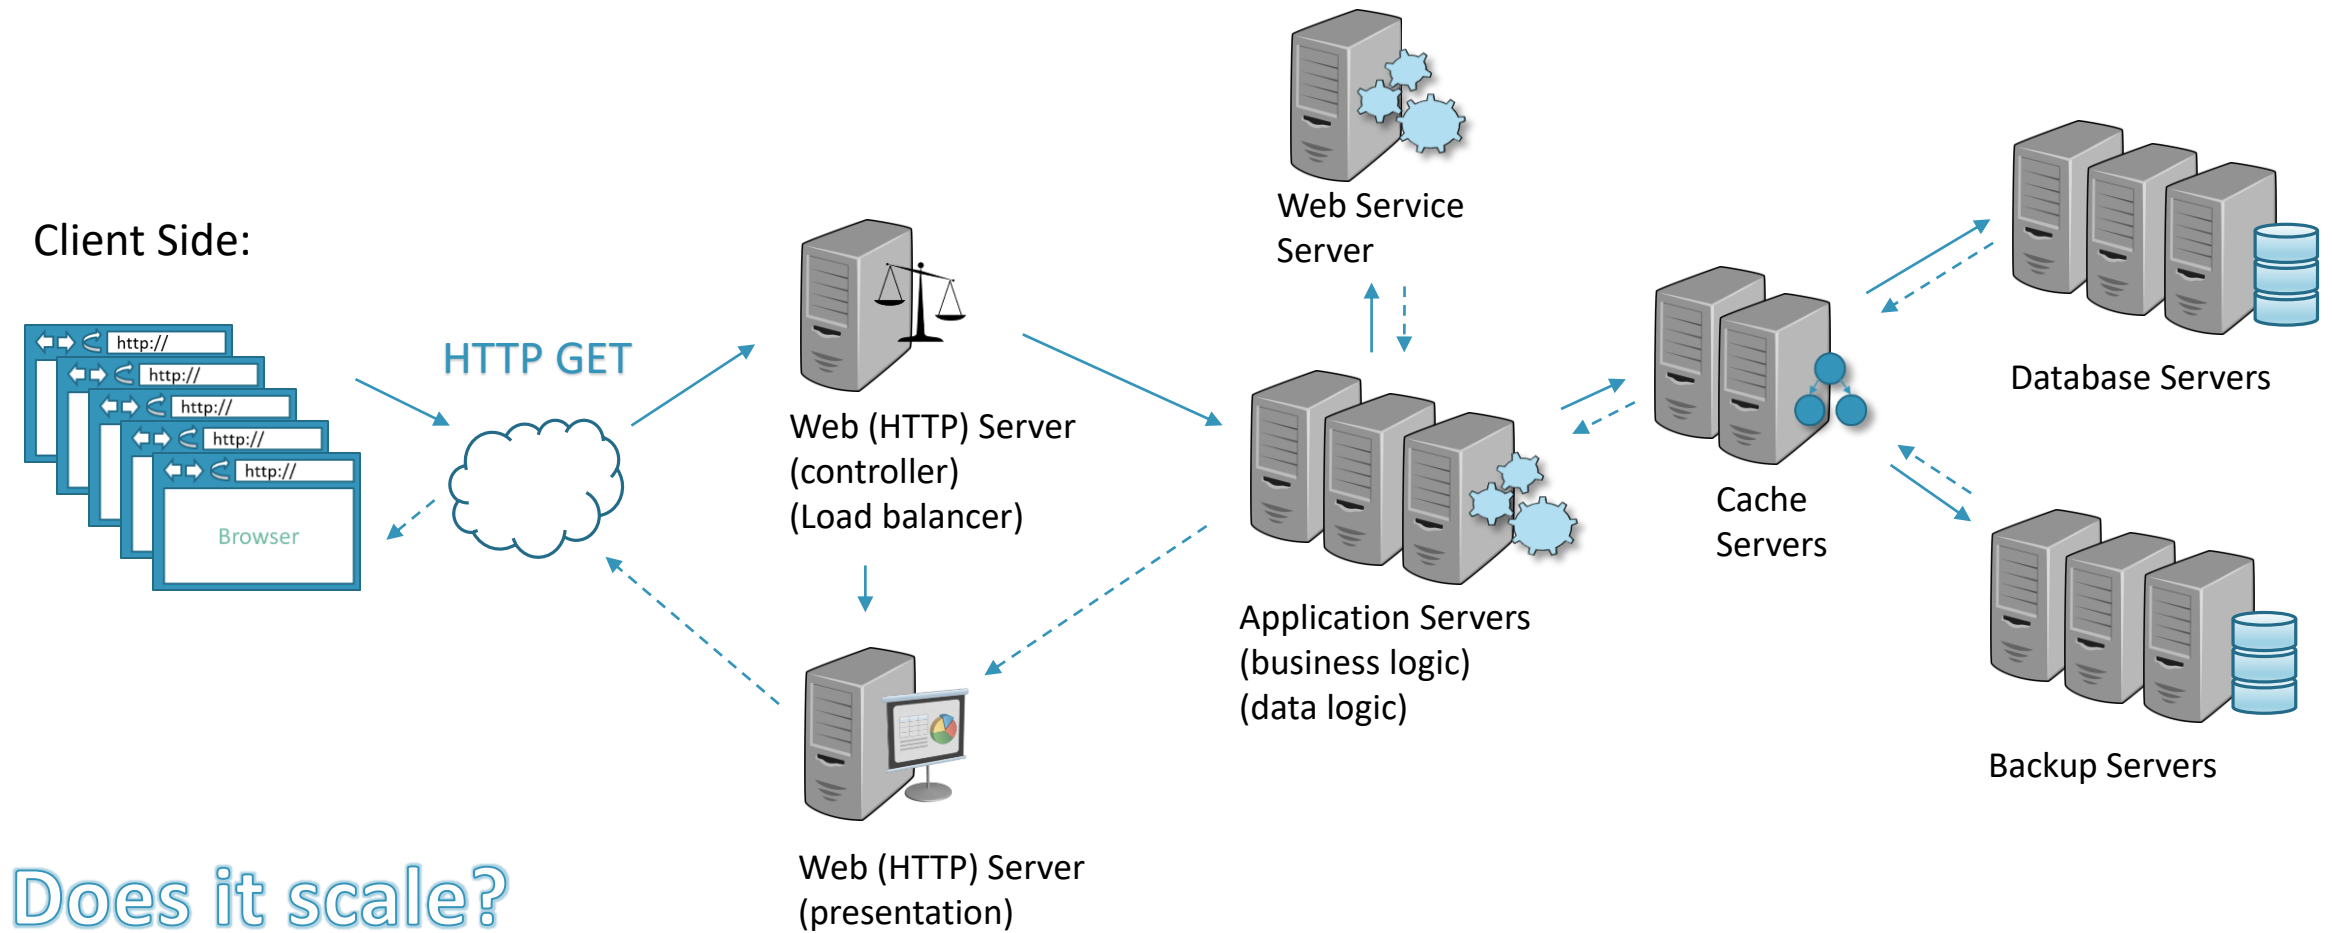 Client Side:
http://
http://
http://
http://
http://
Browser
HTTP GET
Web (HTTP) Server
(controller)
(Load balancer)
Web (HTTP) Server
(presentation)
Web Service
Server
Application Servers
(business logic)
(data logic)
Cache
Servers
Database Servers
Backup Servers
Does it scale?